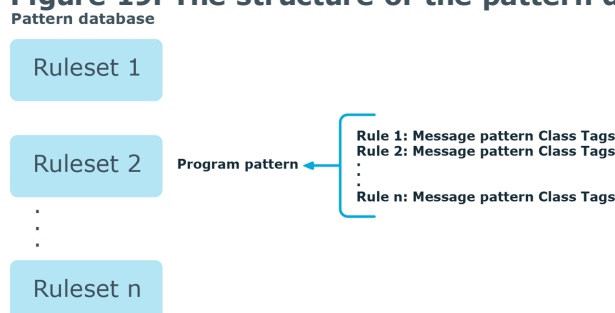 Figure 19. The structure of the pattern d
Pattern database
Ruleset 1
Ruleset 2
Program pattern
Rule 1: Message pattern Class Tags
Rule 2: Message pattern Class Tags
.
.
.
Rule n: Message pattern Class Tags
.
.
.
Ruleset n